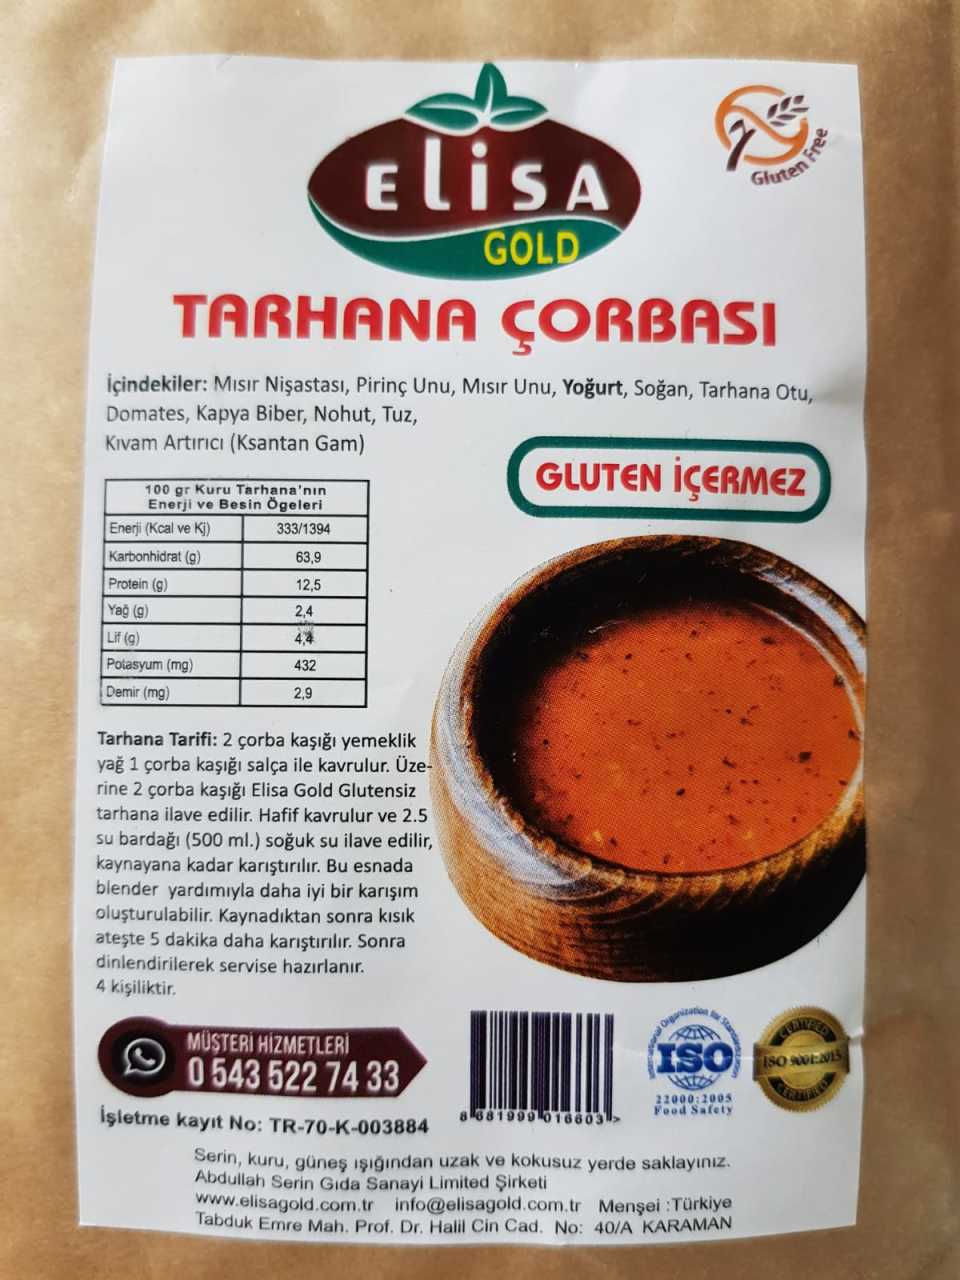 ELİSA
GOLD
Gluten Free
TARHANA ÇORBASI
İçindekiler: Mısır Nişastası, Pirinç Unu, Mısır Unu, Yoğurt, Soğan, Tarhana Otu,
Domates, Kapya Biber, Nohut, Tuz,
Kıvam Artırıcı (Ksantan Gam)
GLUTEN İÇERMEZ
100 gr Kuru Tarhana'nın
Enerji ve Besin Ögeleri
Enerji (Kcal ve Kj) 333/1394
Karbonhidrat (g) 63,9
Protein (g) 12,5
Yağ (g) 2,4
Lif (g) 4,4
Potasyum (mg) 432
Demir (mg) 2,9
Tarhana Tarifi: 2 çorba kaşığı yemeklik
yağ 1 çorba kaşığı salça ile kavrulur. Üze-
rine 2 çorba kaşığı Elisa Gold Glutensiz
tarhana ilave edilir. Hafif kavrulur ve 2.5
su bardağı (500 ml.) soğuk su ilave edilir,
kaynayana kadar karıştırılır. Bu esnada
blender yardımıyla daha iyi bir karışım
oluşturulabilir. Kaynadıktan sonra kısık
ateşte 5 dakika daha karıştırılır. Sonra
dinlendirilerek servise hazırlanır.
4 kişiliktir.
MÜŞTERİ HİZMETLERİ
0 543 522 74 33
İşletme kayıt No: TR-70-K-003884
8 681999 016603 >
International Organization for Standardization
ISO
22000:2005
Food Safety
CERTIFIED
ISO 9001:2015
CERTIFIED
Serin, kuru, güneş ışığından uzak ve kokusuz yerde saklayınız.
Abdullah Serin Gıda Sanayi Limited Şirketi
www.elisagold.com.tr info@elisagold.com.tr Menşei :Türkiye
Tabduk Emre Mah. Prof. Dr. Halil Cin Cad. No: 40/A KARAMAN